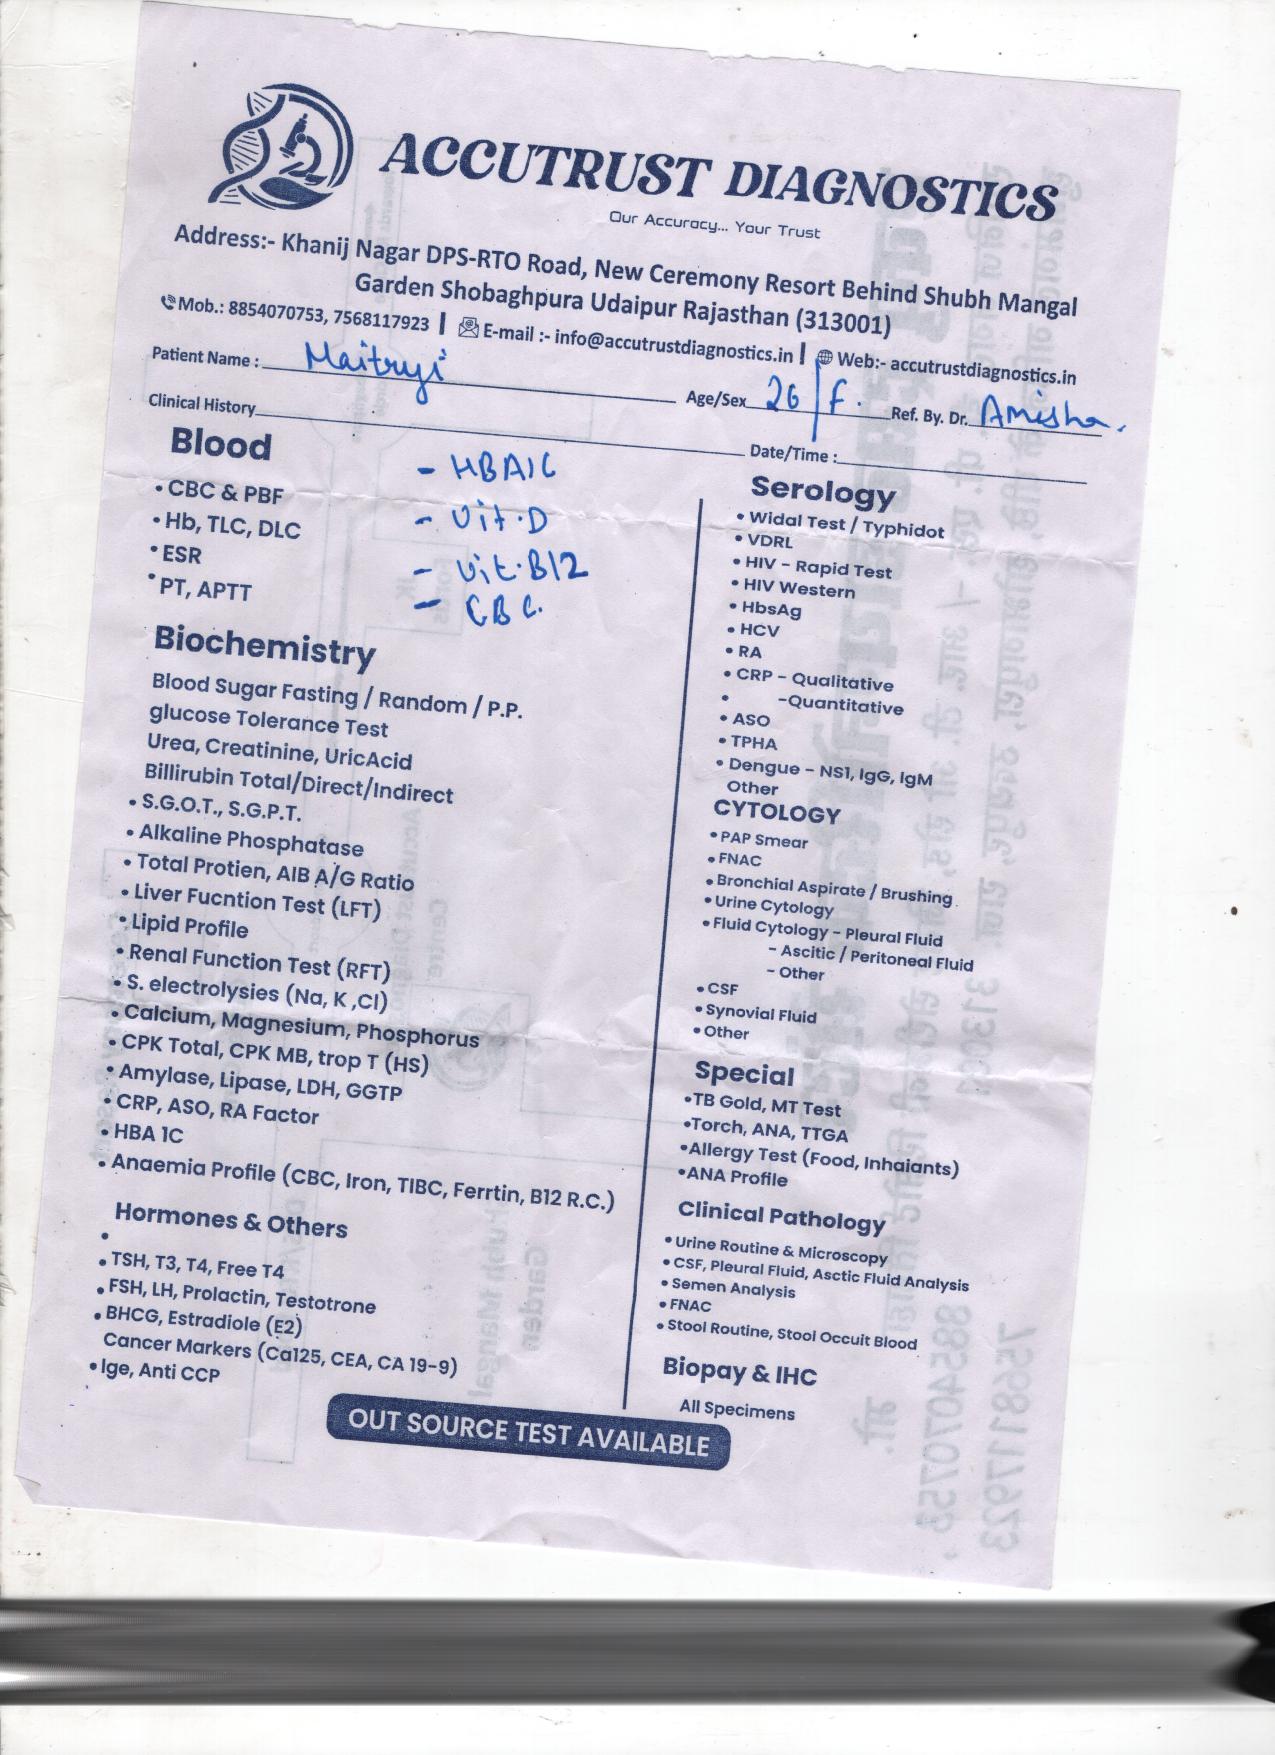 ACCUTRUST DIAGNOSTICS
Our Accuracy... Your Trust
Address:- Khanij Nagar DPS-RTO Road, New Ceremony Resort Behind Shubh Mangal
Garden Shobaghpura Udaipur Rajasthan (313001)
Mob.: 8854070753, 7568117923 | E-mail :- info@accutrustdiagnostics.in | Web:- accutrustdiagnostics.in
Patient Name : Maitryi Age/Sex 26/F. Ref. By. Dr. Amisha.
Clinical History Date/Time :
Blood
• CBC & PBF
• Hb, TLC, DLC
• ESR
• PT, APTT
- HBA1C
- Vit.D
- Vit.B12
- CBC.
Biochemistry
Blood Sugar Fasting / Random / P.P.
glucose Tolerance Test
Urea, Creatinine, UricAcid
Billirubin Total/Direct/Indirect
• S.G.O.T., S.G.P.T.
• Alkaline Phosphatase
• Total Protien, AIB A/G Ratio
• Liver Fucntion Test (LFT)
• Lipid Profile
• Renal Function Test (RFT)
• S. electrolysies (Na, K ,Cl)
• Calcium, Magnesium, Phosphorus
• CPK Total, CPK MB, trop T (HS)
• Amylase, Lipase, LDH, GGTP
• CRP, ASO, RA Factor
• HBA 1C
• Anaemia Profile (CBC, Iron, TIBC, Ferrtin, B12 R.C.)
Hormones & Others
•
• TSH, T3, T4, Free T4
• FSH, LH, Prolactin, Testotrone
• BHCG, Estradiole (E2)
Cancer Markers (Ca125, CEA, CA 19-9)
• Ige, Anti CCP
Serology
• Widal Test / Typhidot
• VDRL
• HIV - Rapid Test
• HIV Western
• HbsAg
• HCV
• RA
• CRP - Qualitative
• -Quantitative
• ASO
• TPHA
• Dengue - NS1, IgG, IgM
Other
CYTOLOGY
• PAP Smear
• FNAC
• Bronchial Aspirate / Brushing
• Urine Cytology
• Fluid Cytology - Pleural Fluid
- Ascitic / Peritoneal Fluid
- Other
• CSF
• Synovial Fluid
• Other
Special
•TB Gold, MT Test
•Torch, ANA, TTGA
•Allergy Test (Food, Inhaiants)
•ANA Profile
Clinical Pathology
• Urine Routine & Microscopy
• CSF, Pleural Fluid, Asctic Fluid Analysis
• Semen Analysis
• FNAC
• Stool Routine, Stool Occuit Blood
Biopay & IHC
All Specimens
OUT SOURCE TEST AVAILABLE